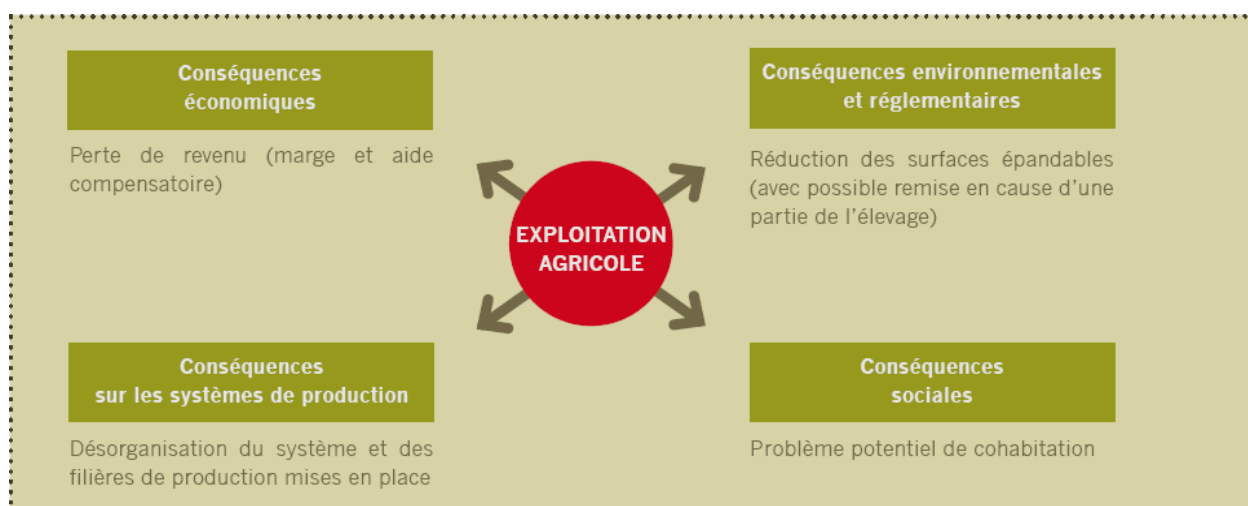 Conséquences
économiques
Perte de revenu (marge et aide
compensatoire)
Conséquences environnementales
et réglementaires
Réduction des surfaces épandables
(avec possible remise en cause d'une
partie de l'élevage)
EXPLOITATION
AGRICOLE
Conséquences
sur les systèmes de production
Désorganisation du système et des
filières de production mises en place
Conséquences
sociales
Problème potentiel de cohabitation